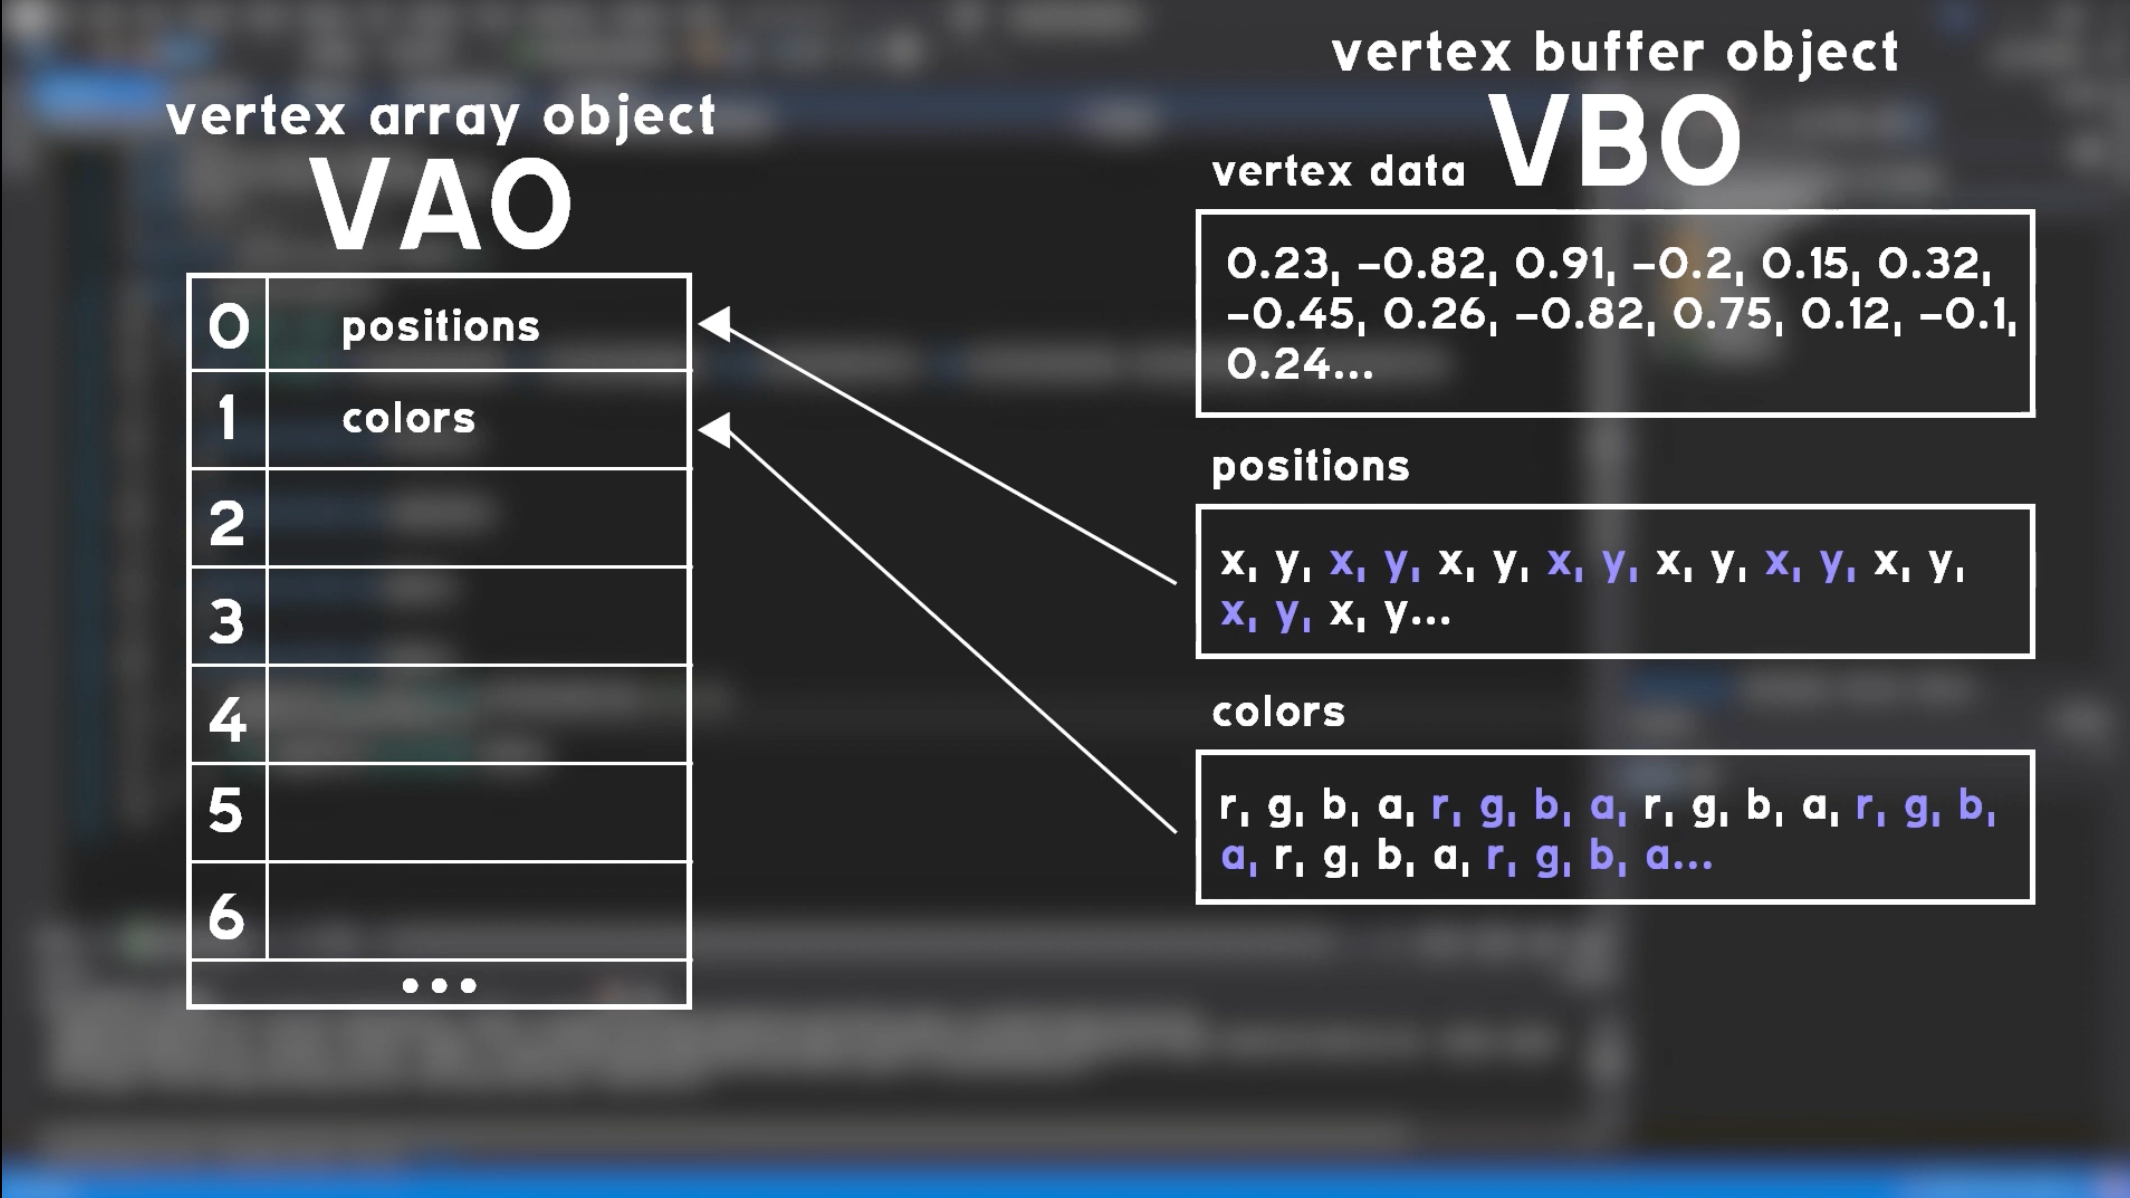 vertex array object
VAO
0 positions
1 colors
2
3
4
5
6
...
vertex buffer object
VBO
vertex data
0.23, -0.82, 0.91, -0.2, 0.15, 0.32,
-0.45, 0.26, -0.82, 0.75, 0.12, -0.1,
0.24...
positions
x, y, x, y, x, y, x, y, x, y, x, y, x, y,
x, y, x, y...
colors
r, g, b, a, r, g, b, a, r, g, b, a, r, g, b,
a, r, g, b, a, r, g, b, a...